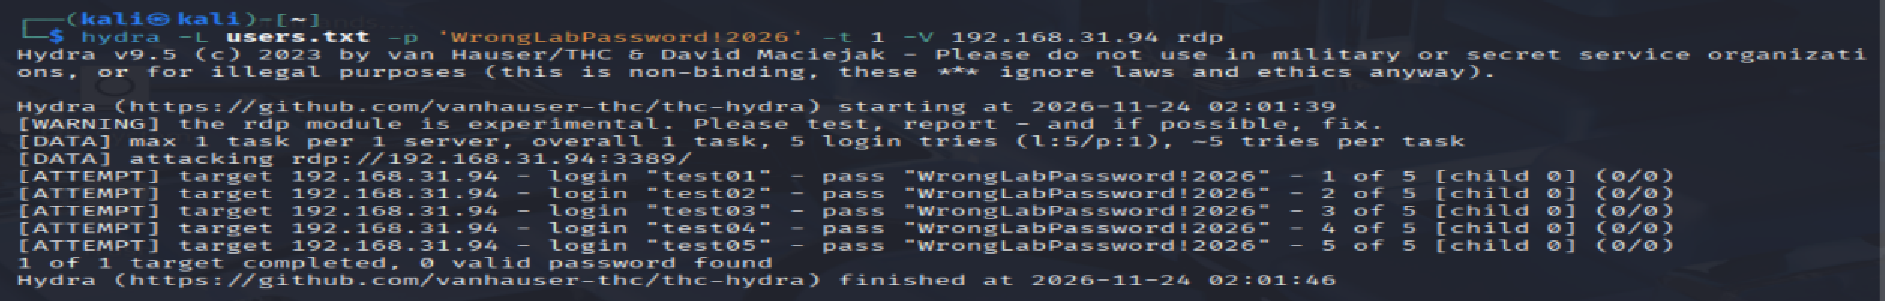 ┌──(kali㉿kali)-[~]
└─$ hydra -L users.txt -p 'WrongLabPassword!2026' -t 1 -V 192.168.31.94 rdp
Hydra v9.5 (c) 2023 by van Hauser/THC & David Maciejak - Please do not use in military or secret service organizati
ons, or for illegal purposes (this is non-binding, these *** ignore laws and ethics anyway).
Hydra (https://github.com/vanhauser-thc/thc-hydra) starting at 2026-11-24 02:01:39
[WARNING] the rdp module is experimental. Please test, report - and if possible, fix.
[DATA] max 1 task per 1 server, overall 1 task, 5 login tries (l:5/p:1), ~5 tries per task
[DATA] attacking rdp://192.168.31.94:3389/
[ATTEMPT] target 192.168.31.94 - login "test01" - pass "WrongLabPassword!2026" - 1 of 5 [child 0] (0/0)
[ATTEMPT] target 192.168.31.94 - login "test02" - pass "WrongLabPassword!2026" - 2 of 5 [child 0] (0/0)
[ATTEMPT] target 192.168.31.94 - login "test03" - pass "WrongLabPassword!2026" - 3 of 5 [child 0] (0/0)
[ATTEMPT] target 192.168.31.94 - login "test04" - pass "WrongLabPassword!2026" - 4 of 5 [child 0] (0/0)
[ATTEMPT] target 192.168.31.94 - login "test05" - pass "WrongLabPassword!2026" - 5 of 5 [child 0] (0/0)
1 of 1 target completed, 0 valid password found
Hydra (https://github.com/vanhauser-thc/thc-hydra) finished at 2026-11-24 02:01:46